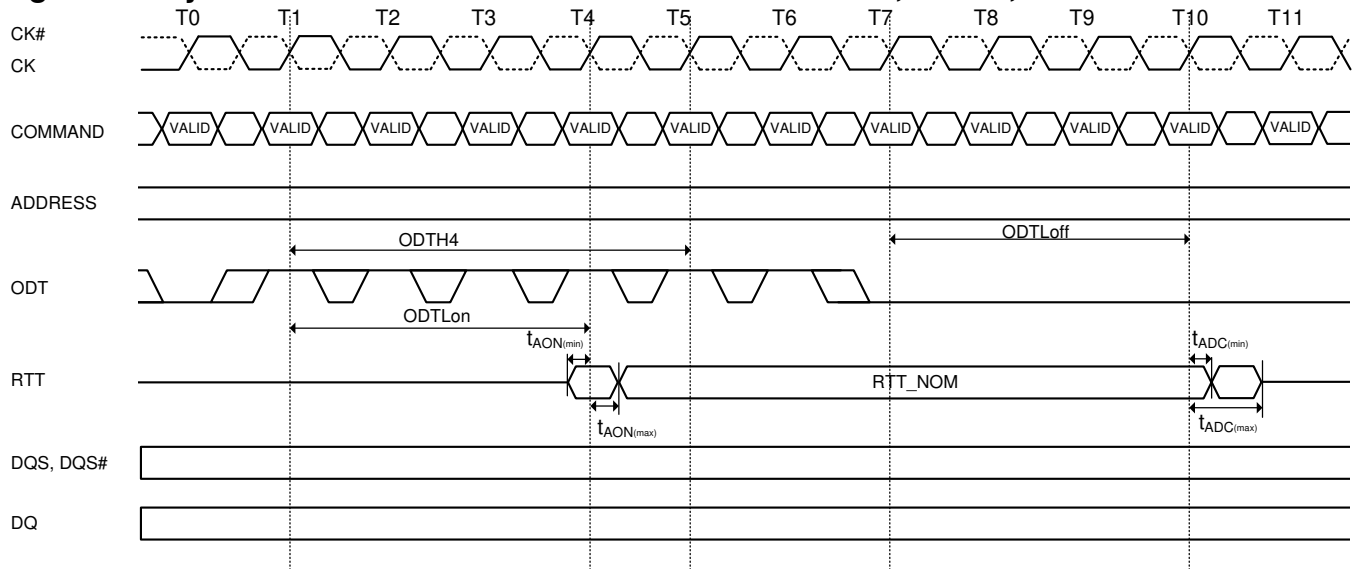 T0 T1 T2 T3 T4 T5 T6 T7 T8 T9 T10 T11
CK#
CK
COMMAND VALID VALID VALID VALID VALID VALID VALID VALID VALID VALID VALID VALID
ADDRESS
ODTH4 ODTLoff
ODT
ODTLon
tAON(min) tADC(min)
RTT RTT_NOM
tAON(max) tADC(max)
DQS, DQS#
DQ